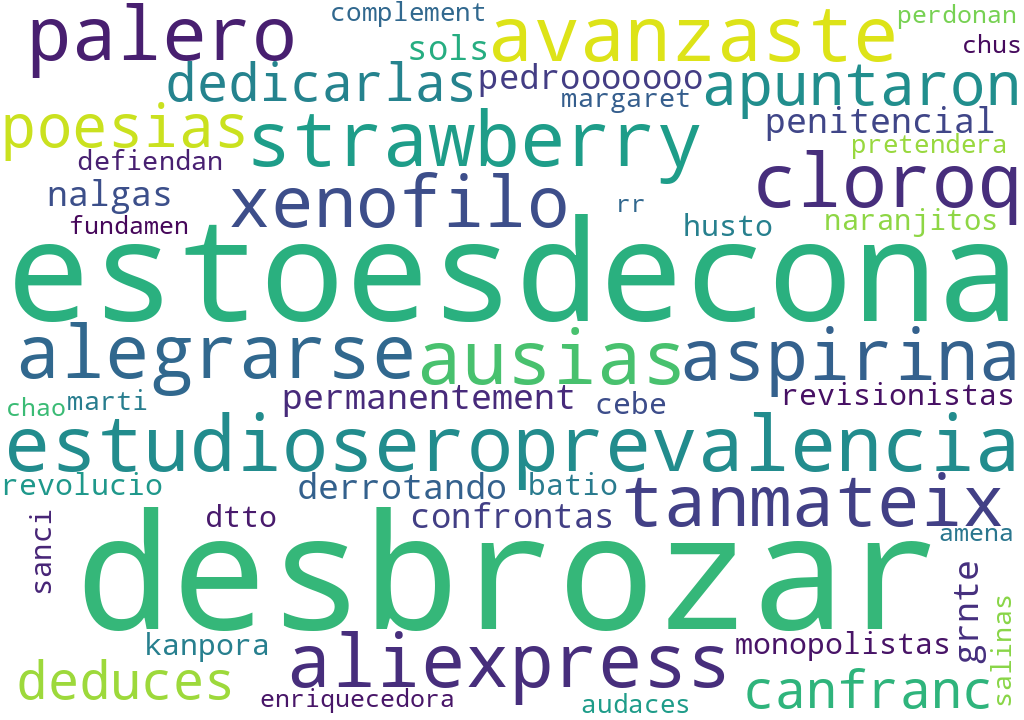 palero
complement
avanzaste
perdonan
sols
chus
dedicarlas
pedrooooooo
apuntaron
margaret
poesias
strawberry
penitencial
pretendera
defiendan
cloroq
nalgas
xenofilo
rr
naranjitos
fundamen
husto
estoesdecona
alegrarse
ausias
aspirina
permanentement
cebe
revisionistas
chao
marti
estudioseroprevalencia
revolucio
derrotando
batio
tanmateix
sanci
dtto
confrontas
amena
desbrozar
grnte
salinas
kanpora
aliexpress
monopolistas
deduces
canfranc
enriquecedora
audaces